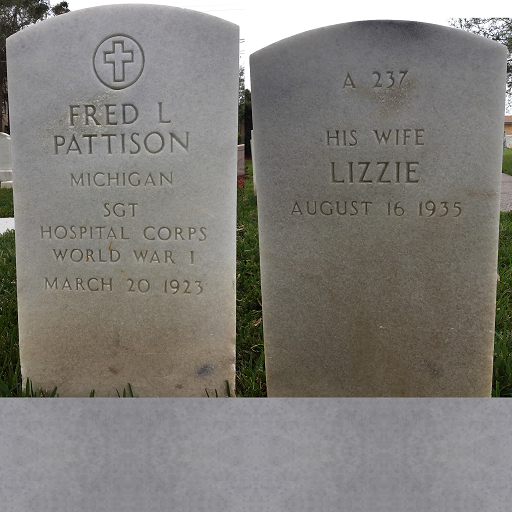 FRED L
PATTISON
MICHIGAN
SGT
HOSPITAL CORPS
WORLD WAR I
MARCH 20 1923
A 237
HIS WIFE
LIZZIE
AUGUST 16 1935